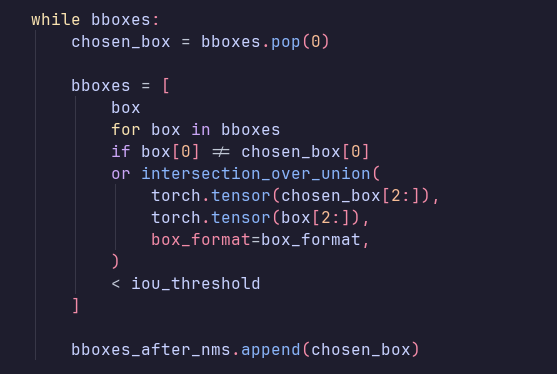 while bboxes:
    chosen_box = bboxes.pop(0)

    bboxes = [
        box
        for box in bboxes
        if box[0] != chosen_box[0]
        or intersection_over_union(
            torch.tensor(chosen_box[2:]),
            torch.tensor(box[2:]),
            box_format=box_format,
        )
        < iou_threshold
    ]

    bboxes_after_nms.append(chosen_box)